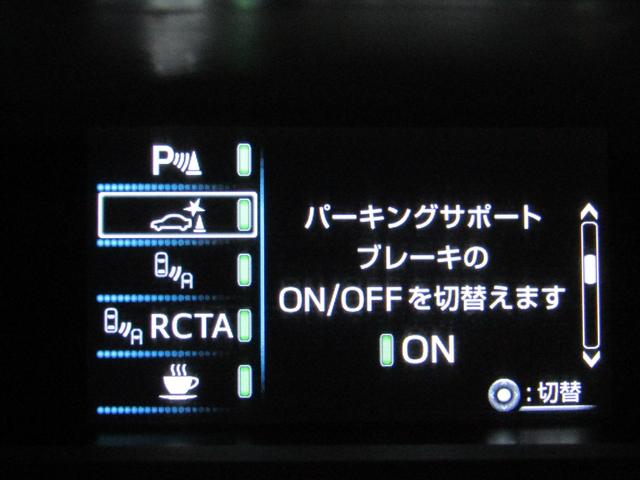 P
RCTA
パーキングサポート
ブレーキの
ON/OFFを切替えます
ON
:切替